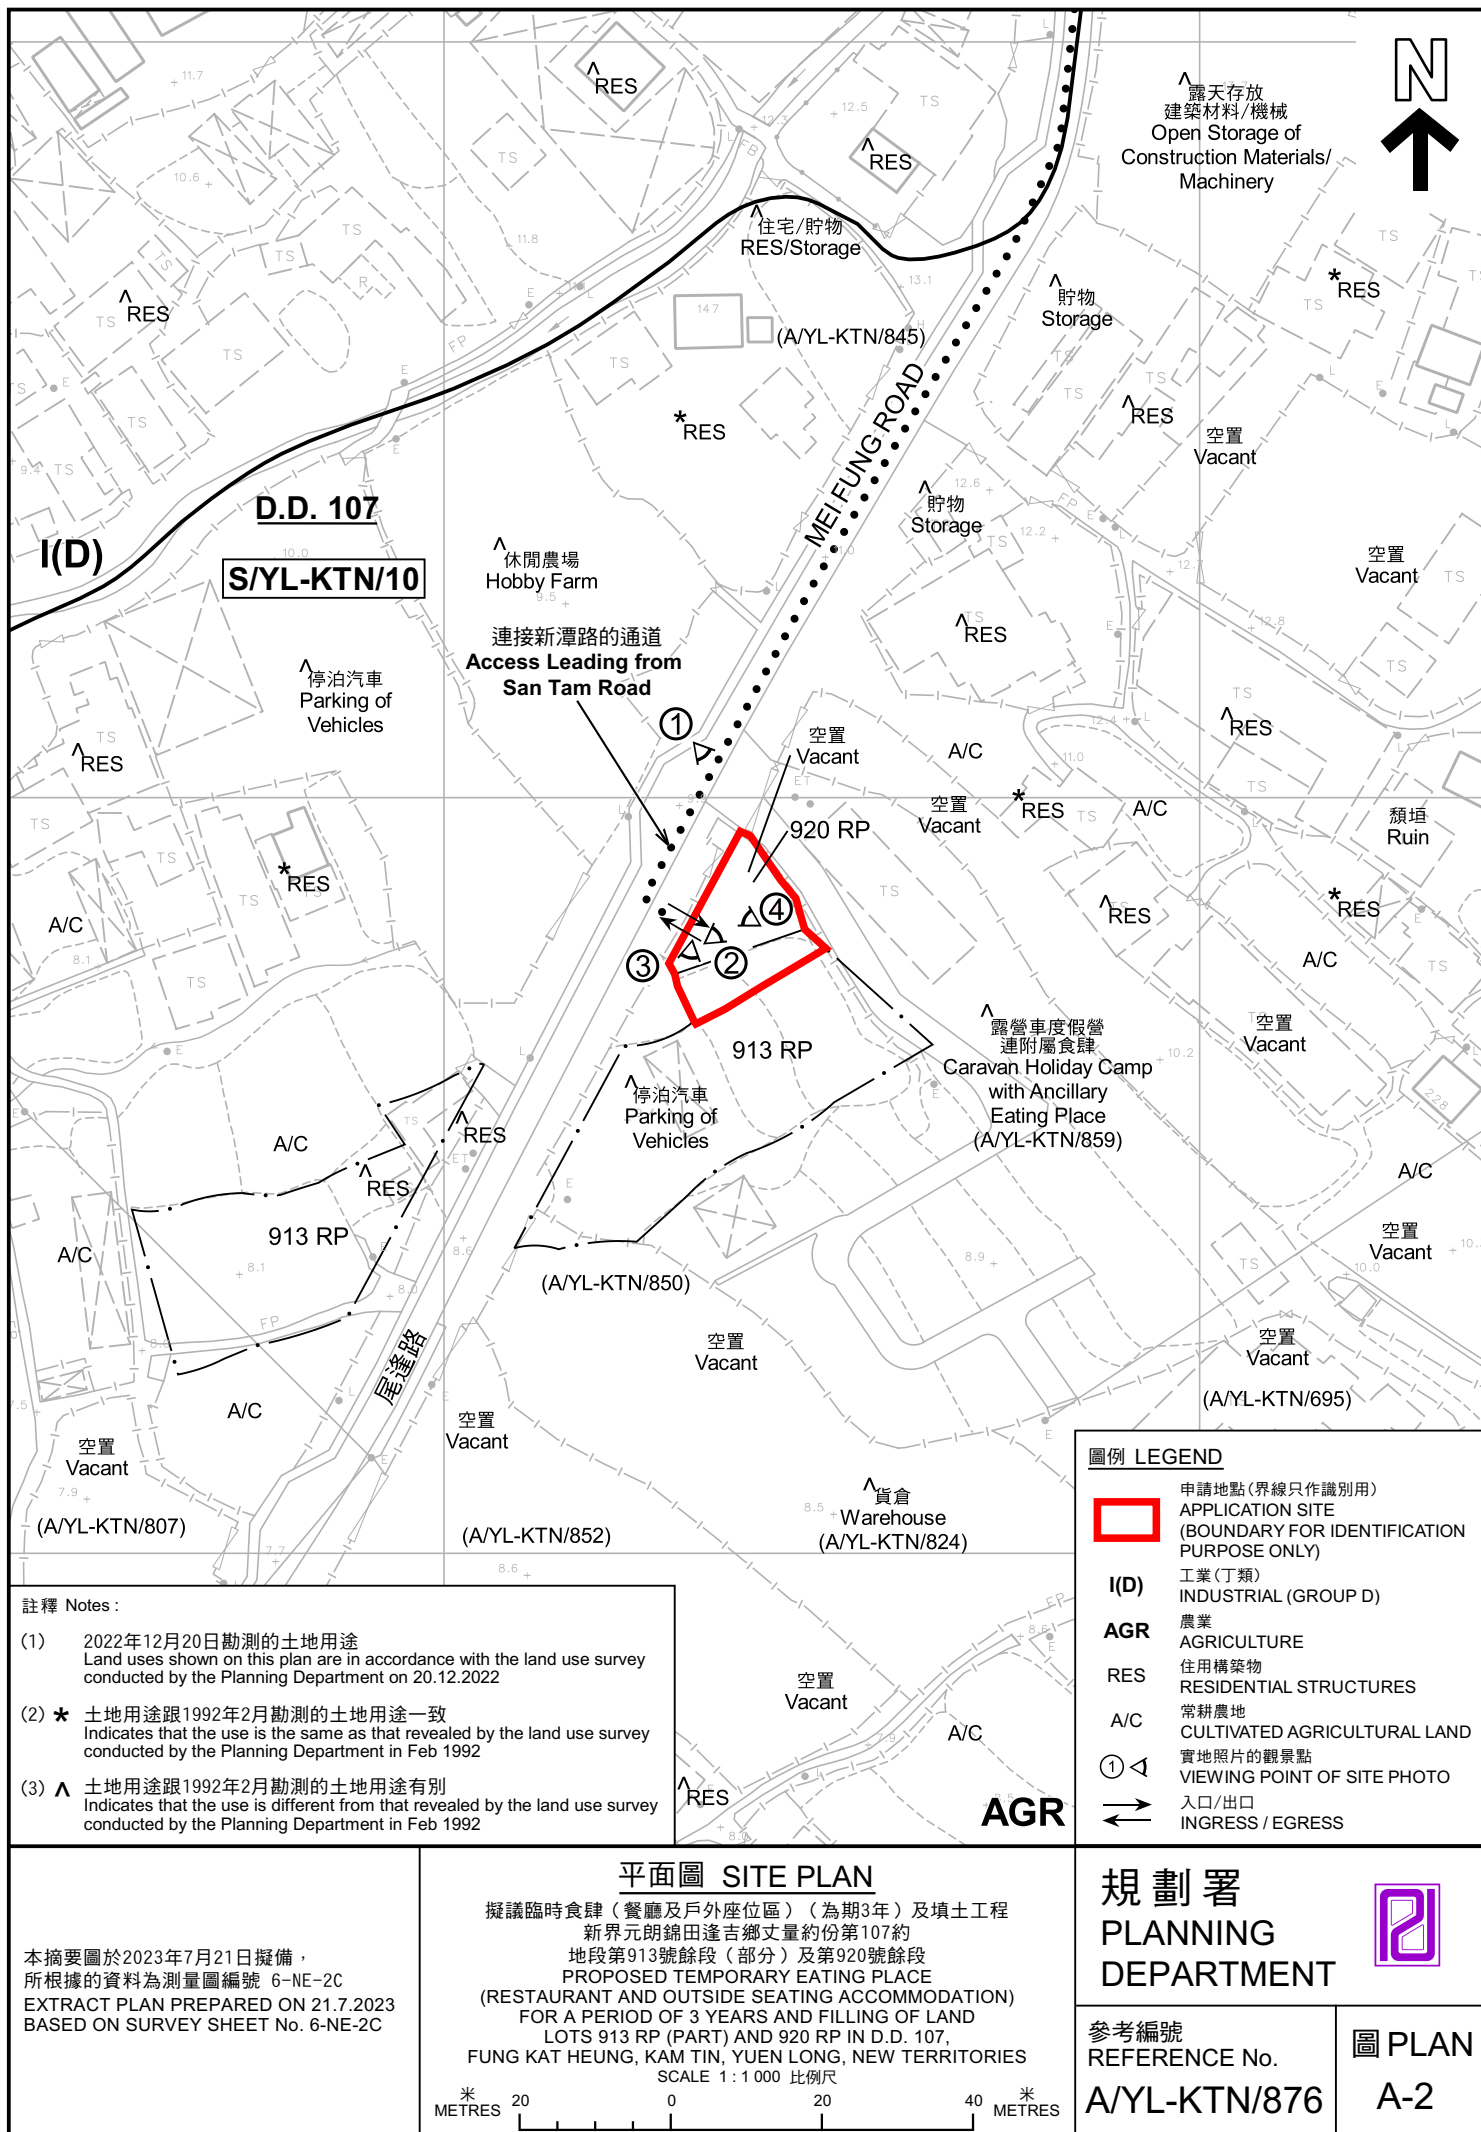 N
^
RES
^
露天存放
建築材料/機械
Open Storage of
Construction Materials/
Machinery
^
RES
^
住宅/貯物
RES/Storage
^
RES
147
(A/YL-KTN/845)
^
貯物
Storage
*
RES
*
RES
^
RES
空置
Vacant
MEI FUNG ROAD
D.D. 107
I(D)
S/YL-KTN/10
^
貯物
Storage
^
休閒農場
Hobby Farm
空置
Vacant
連接新潭路的通道
Access Leading from
San Tam Road
^
RES
^
停泊汽車
Parking of
Vehicles
^
RES
1
空置
Vacant
A/C
^
RES
空置
Vacant
*
RES
A/C
頹垣
Ruin
920 RP
*
RES
A/C
4
^
RES
*
RES
3
2
A/C
913 RP
^
露營車度假營
連附屬食肆
Caravan Holiday Camp
with Ancillary
Eating Place
(A/YL-KTN/859)
空置
Vacant
^
停泊汽車
Parking of
Vehicles
^
RES
A/C
^
RES
A/C
913 RP
A/C
空置
Vacant
(A/YL-KTN/850)
尾逢路
空置
Vacant
空置
Vacant
(A/YL-KTN/695)
A/C
空置
Vacant
空置
Vacant
(A/YL-KTN/807)
(A/YL-KTN/852)
^
貨倉
Warehouse
(A/YL-KTN/824)
空置
Vacant
A/C
^
RES
AGR
註釋 Notes :
(1) 2022年12月20日勘測的土地用途
Land uses shown on this plan are in accordance with the land use survey
conducted by the Planning Department on 20.12.2022
(2) * 土地用途跟1992年2月勘測的土地用途一致
Indicates that the use is the same as that revealed by the land use survey
conducted by the Planning Department in Feb 1992
(3) ^ 土地用途跟1992年2月勘測的土地用途有別
Indicates that the use is different from that revealed by the land use survey
conducted by the Planning Department in Feb 1992
圖例 LEGEND
申請地點(界線只作識別用)
APPLICATION SITE
(BOUNDARY FOR IDENTIFICATION
PURPOSE ONLY)
I(D) 工業(丁類)
INDUSTRIAL (GROUP D)
AGR 農業
AGRICULTURE
RES 住用構築物
RESIDENTIAL STRUCTURES
A/C 常耕農地
CULTIVATED AGRICULTURAL LAND
1 實地照片的觀景點
VIEWING POINT OF SITE PHOTO
入口/出口
INGRESS / EGRESS
本摘要圖於2023年7月21日擬備，
所根據的資料為測量圖編號 6-NE-2C
EXTRACT PLAN PREPARED ON 21.7.2023
BASED ON SURVEY SHEET No. 6-NE-2C
平面圖 SITE PLAN
擬議臨時食肆（餐廳及戶外座位區）（為期3年）及填土工程
新界元朗錦田逢吉鄉丈量約份第107約
地段第913號餘段（部分）及第920號餘段
PROPOSED TEMPORARY EATING PLACE
(RESTAURANT AND OUTSIDE SEATING ACCOMMODATION)
FOR A PERIOD OF 3 YEARS AND FILLING OF LAND
LOTS 913 RP (PART) AND 920 RP IN D.D. 107,
FUNG KAT HEUNG, KAM TIN, YUEN LONG, NEW TERRITORIES
SCALE 1 : 1 000 比例尺
米 METRES 20 0 20 40 米 METRES
規劃署
PLANNING
DEPARTMENT
參考編號
REFERENCE No.
A/YL-KTN/876
圖 PLAN
A-2